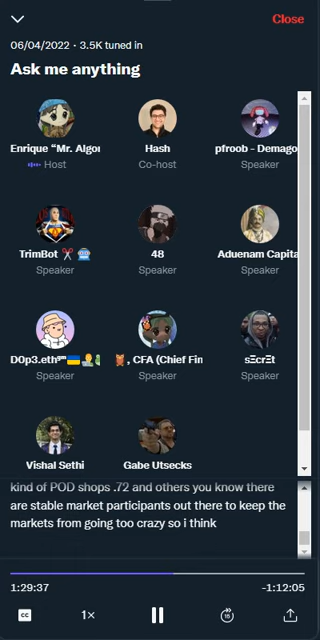 Close
06/04/2022 · 3.5K tuned in
Ask me anything
Enrique "Mr. Algor
Hash
pfroob - Demago
Host
Co-host
Speaker
TrimBot ✂️ 🤖
48
Aduenam Capita
Speaker
Speaker
Speaker
D0p3.eth
, CFA (Chief Fin
sΞcrΞt
Speaker
Speaker
Speaker
Vishal Sethi
Gabe Utsecks
kind of POD shops .72 and others you know there
are stable market participants out there to keep the
markets from going too crazy so i think
1:29:37
-1:12:05
CC
1×
15